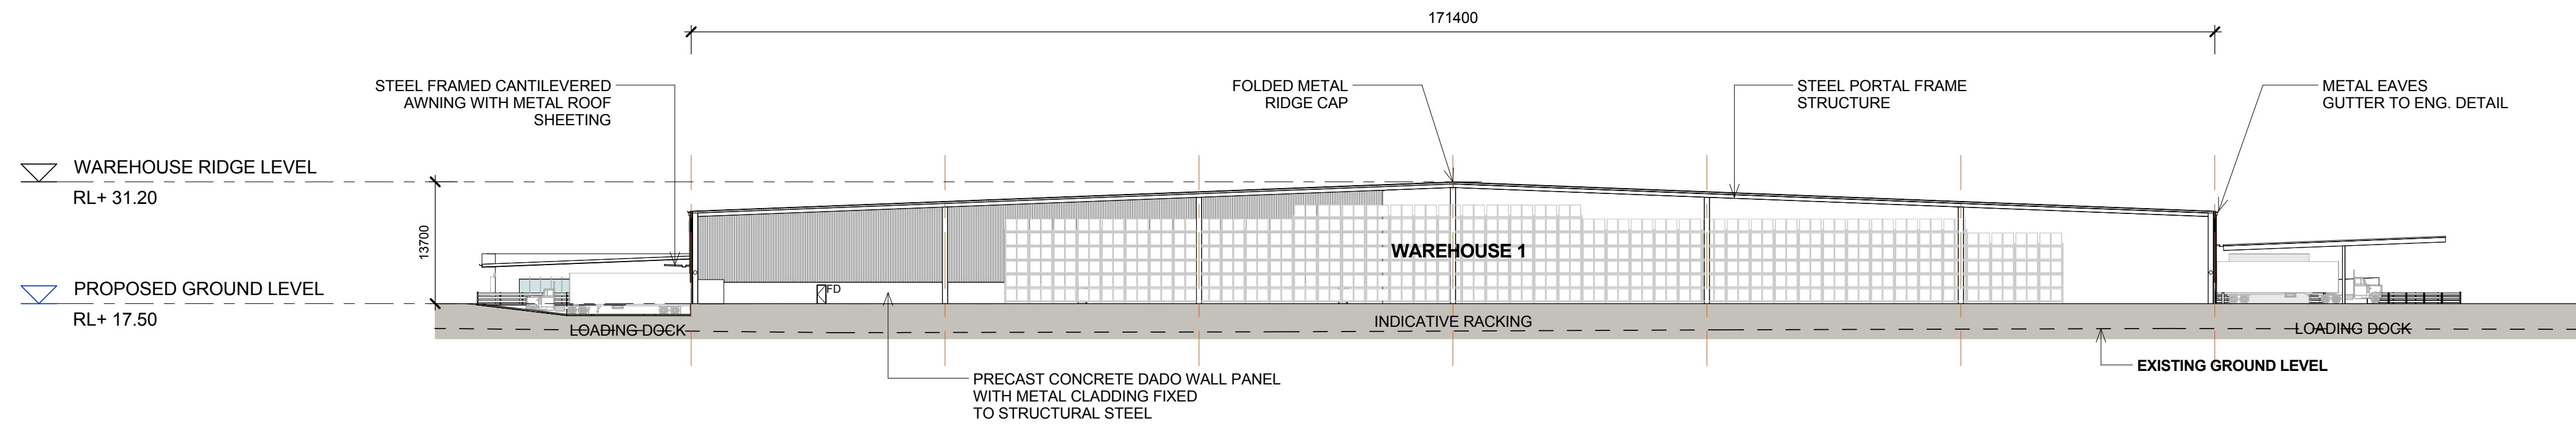 171400
STEEL FRAMED CANTILEVERED
AWNING WITH METAL ROOF
SHEETING
FOLDED METAL
RIDGE CAP
STEEL PORTAL FRAME
STRUCTURE
METAL EAVES
GUTTER TO ENG. DETAIL
WAREHOUSE RIDGE LEVEL
RL+ 31.20
13700
WAREHOUSE 1
PROPOSED GROUND LEVEL
RL+ 17.50
FD
LOADING DOCK
INDICATIVE RACKING
LOADING DOCK
EXISTING GROUND LEVEL
PRECAST CONCRETE DADO WALL PANEL
WITH METAL CLADDING FIXED
TO STRUCTURAL STEEL